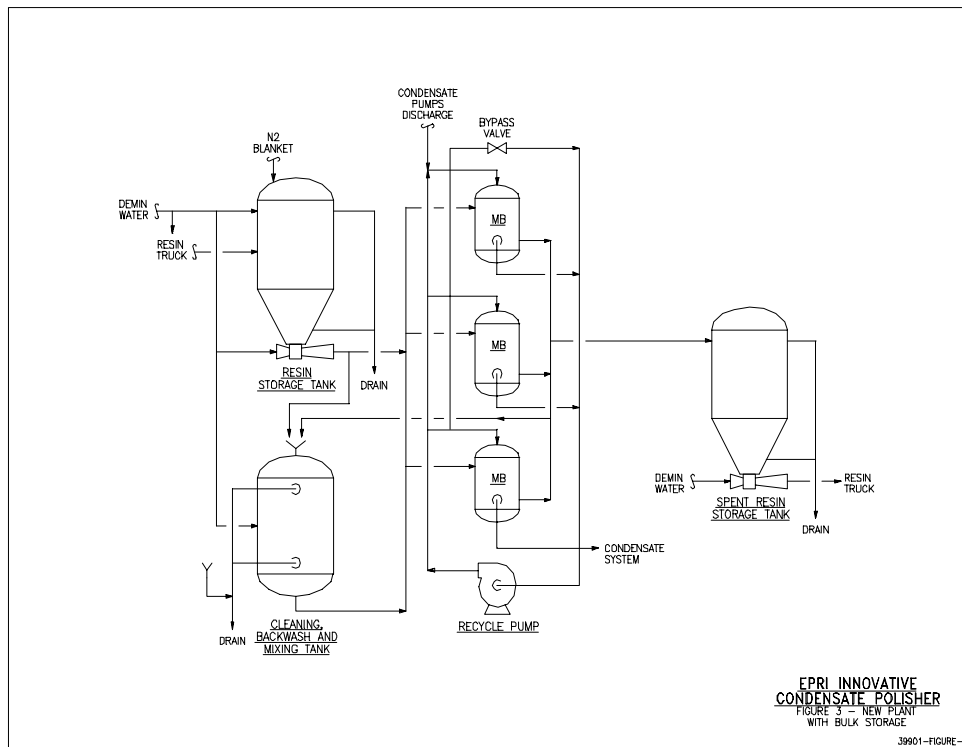 CONDENSATE
PUMPS
DISCHARGE
BYPASS
VALVE
N2
BLANKET
DEMIN
WATER
RESIN
TRUCK
MB
MB
MB
RESIN
STORAGE TANK
DRAIN
DEMIN
WATER
RESIN
TRUCK
SPENT RESIN
STORAGE TANK
DRAIN
CONDENSATE
SYSTEM
RECYCLE PUMP
CLEANING,
BACKWASH AND
MIXING TANK
DRAIN
EPRI INNOVATIVE
CONDENSATE POLISHER
FIGURE 3 - NEW PLANT
WITH BULK STORAGE
39901-FIGURE-